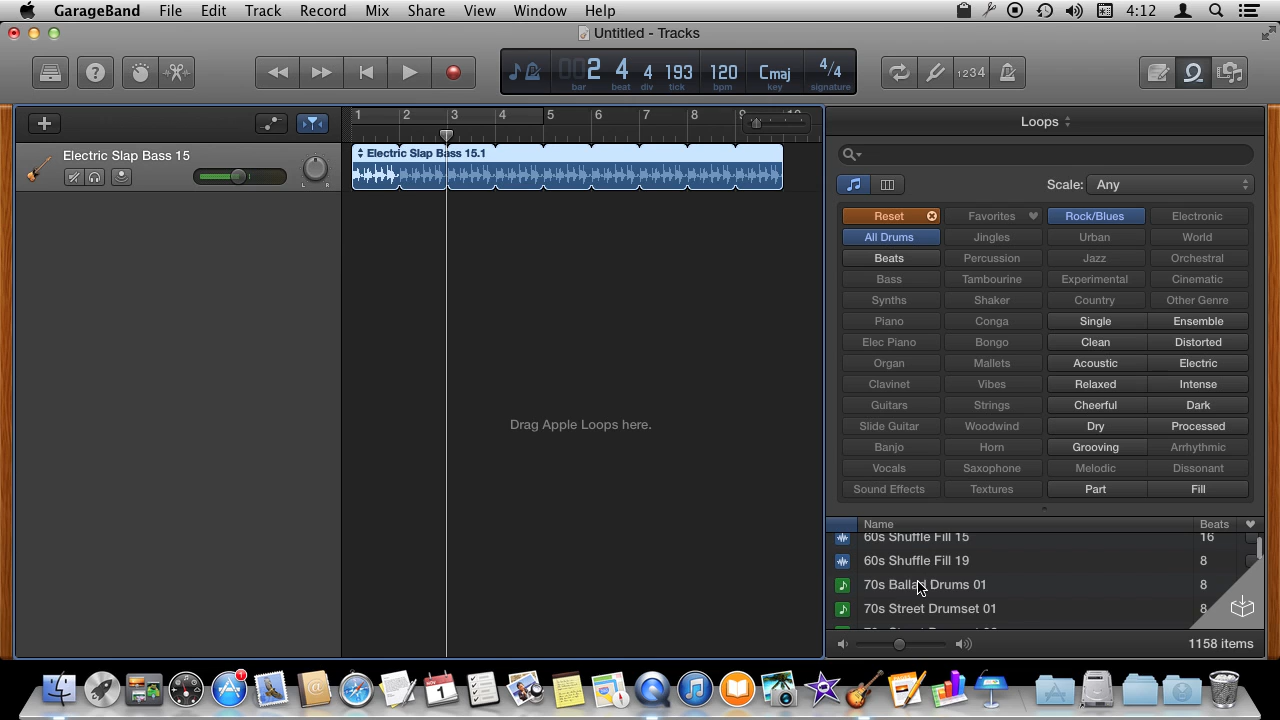 GarageBand File Edit Track Record Mix Share View Window Help 4:12
Untitled - Tracks
2 4 4 193 120 Cmaj 4/4
bar beat div tick bpm key signature
1234
1 2 3 4 5 6 7 8 9 10
Loops
Electric Slap Bass 15
L R
Electric Slap Bass 15.1
Drag Apple Loops here.
Scale: Any
Reset Favorites Rock/Blues Electronic
All Drums Jingles Urban World
Beats Percussion Jazz Orchestral
Bass Tambourine Experimental Cinematic
Synths Shaker Country Other Genre
Piano Conga Single Ensemble
Elec Piano Bongo Clean Distorted
Organ Mallets Acoustic Electric
Clavinet Vibes Relaxed Intense
Guitars Strings Cheerful Dark
Slide Guitar Woodwind Dry Processed
Banjo Horn Grooving Arrhythmic
Vocals Saxophone Melodic Dissonant
Sound Effects Textures Part Fill
Name Beats
60s Shuffle Fill 15 16
60s Shuffle Fill 19 8
70s Ballad Drums 01 8
70s Street Drumset 01 8
1158 items
NOV 1
1